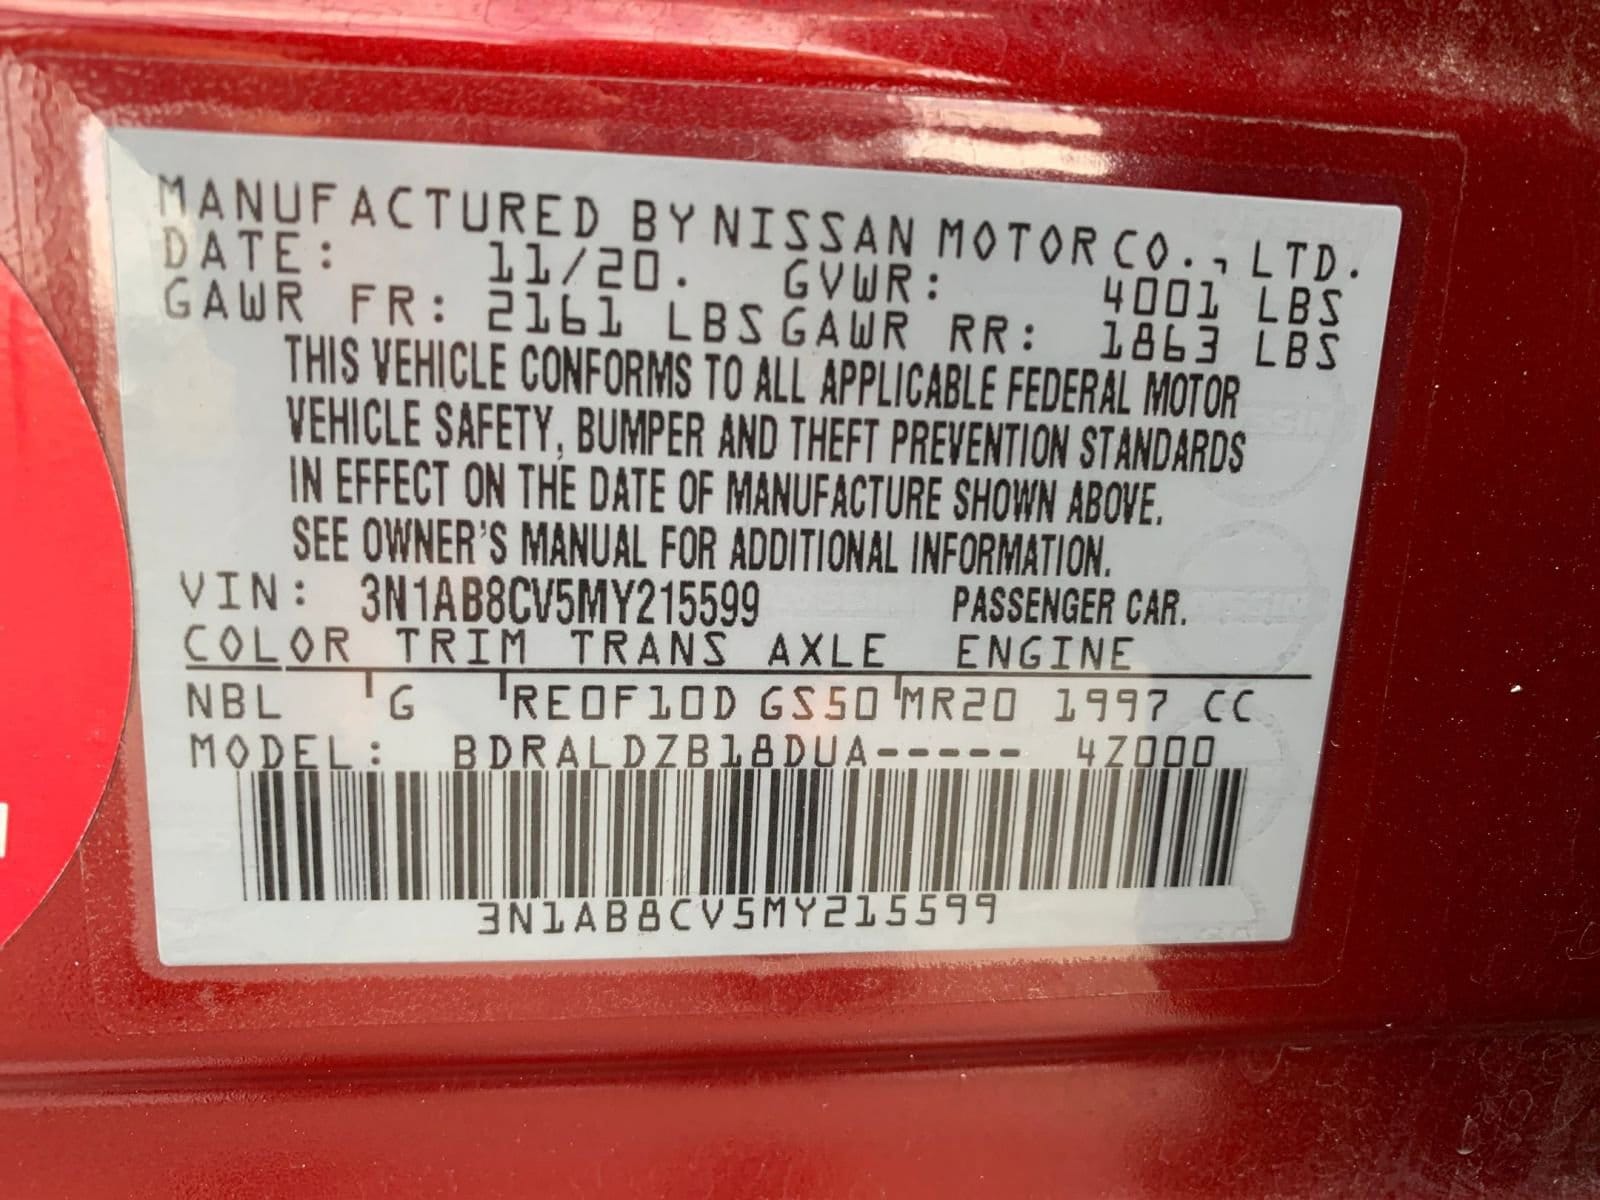 MANUFACTURED BY NISSAN MOTOR CO., LTD.
DATE: 11/20. GVWR: 4001 LBS
GAWR FR: 2161 LBS GAWR RR: 1863 LBS
THIS VEHICLE CONFORMS TO ALL APPLICABLE FEDERAL MOTOR
VEHICLE SAFETY, BUMPER AND THEFT PREVENTION STANDARDS
IN EFFECT ON THE DATE OF MANUFACTURE SHOWN ABOVE.
SEE OWNER'S MANUAL FOR ADDITIONAL INFORMATION.
VIN: 3N1AB8CV5MY215599 PASSENGER CAR.
COLOR TRIM TRANS AXLE ENGINE
NBL G RE0F10D GS50 MR20 1997 CC
MODEL: BDRALDZB18DUA----- 4Z000
3N1AB8CV5MY215599